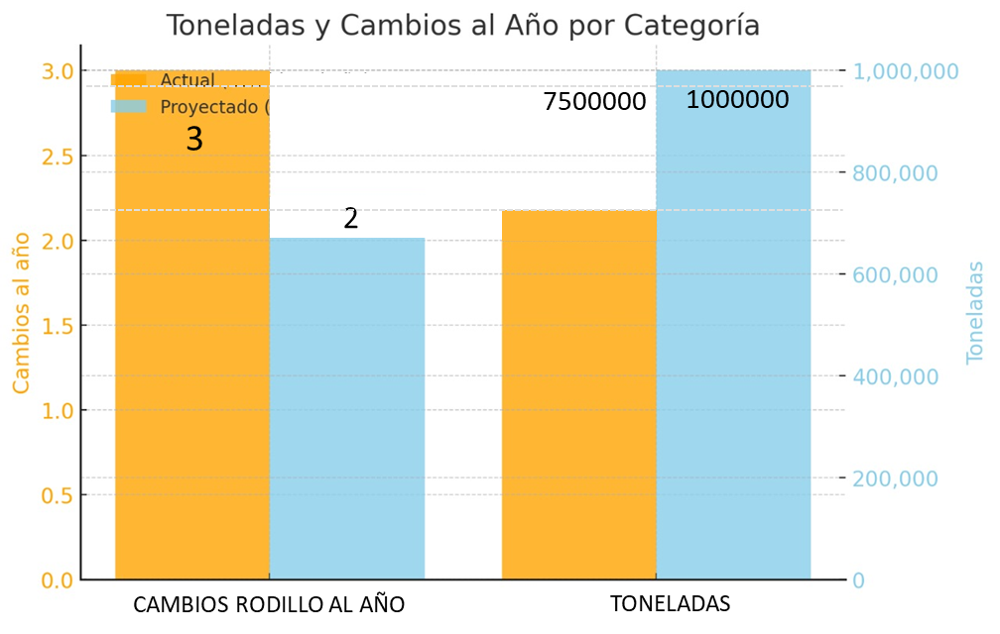 Toneladas y Cambios al Año por Categoría
3.0
2.5
2.0
1.5
1.0
0.5
0.0
Cambios al año
Actual
Proyectado (
3
2
7500000
1000000
1,000,000
800,000
600,000
400,000
200,000
0
Toneladas
CAMBIOS RODILLO AL AÑO
TONELADAS